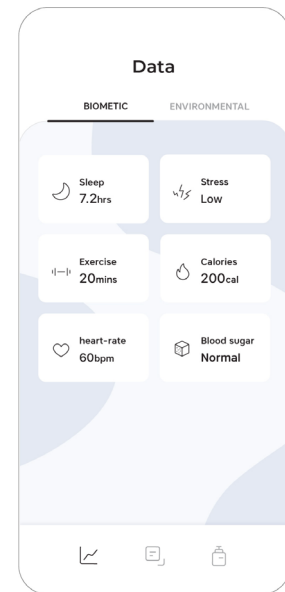 Data
BIOMETIC ENVIRONMENTAL
Sleep
7.2hrs
Stress
Low
Exercise
20mins
Calories
200cal
heart-rate
60bpm
Blood sugar
Normal